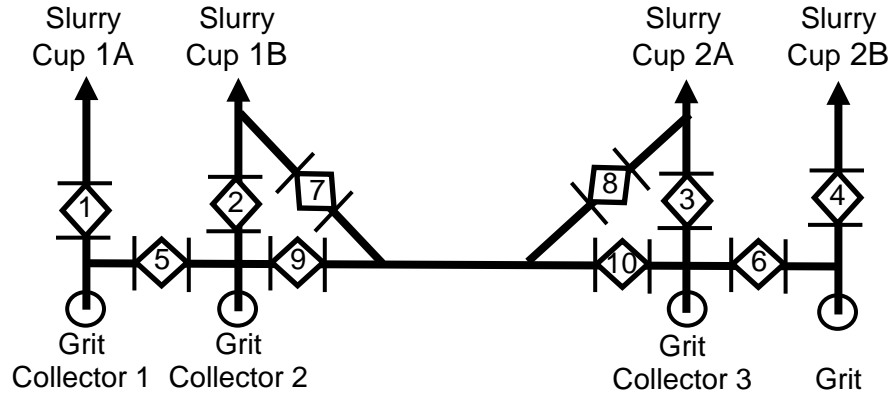 Slurry
Cup 1A
Slurry
Cup 1B
Slurry
Cup 2A
Slurry
Cup 2B
1
2
7
8
3
4
5
9
10
6
Grit
Collector 1
Grit
Collector 2
Grit
Collector 3
Grit